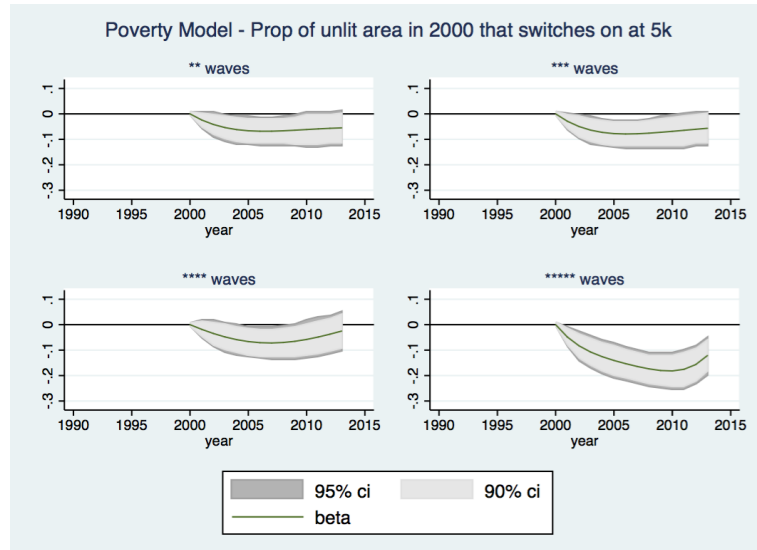 Poverty Model - Prop of unlit area in 2000 that switches on at 5k
** waves
.1
0
-.1
-.2
-.3
1990 1995 2000 2005 2010 2015
year
*** waves
.1
0
-.1
-.2
-.3
1990 1995 2000 2005 2010 2015
year
**** waves
.1
0
-.1
-.2
-.3
1990 1995 2000 2005 2010 2015
year
***** waves
.1
0
-.1
-.2
-.3
1990 1995 2000 2005 2010 2015
year
95% ci 90% ci
beta